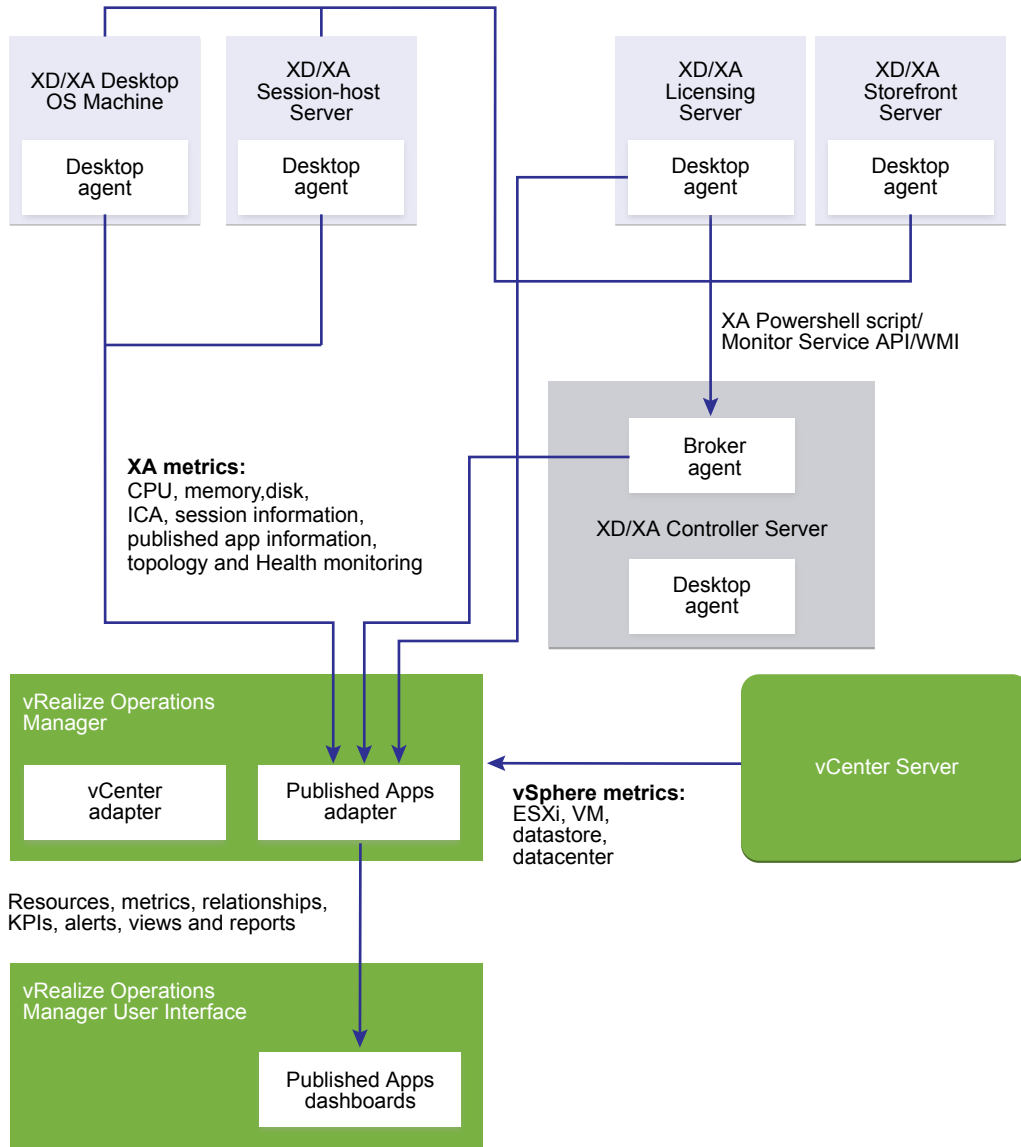 XD/XA Desktop
OS Machine
Desktop
agent
XD/XA
Session-host
Server
Desktop
agent
XD/XA
Licensing
Server
Desktop
agent
XD/XA
Storefront
Server
Desktop
agent
XA Powershell script/
Monitor Service API/WMI
Broker
agent
XD/XA Controller Server
Desktop
agent
XA metrics:
CPU, memory,disk,
ICA, session information,
published app information,
topology and Health monitoring
vRealize Operations
Manager
vCenter
adapter
Published Apps
adapter
vSphere metrics:
ESXi, VM,
datastore,
datacenter
vCenter Server
Resources, metrics, relationships,
KPIs, alerts, views and reports
vRealize Operations
Manager User Interface
Published Apps
dashboards